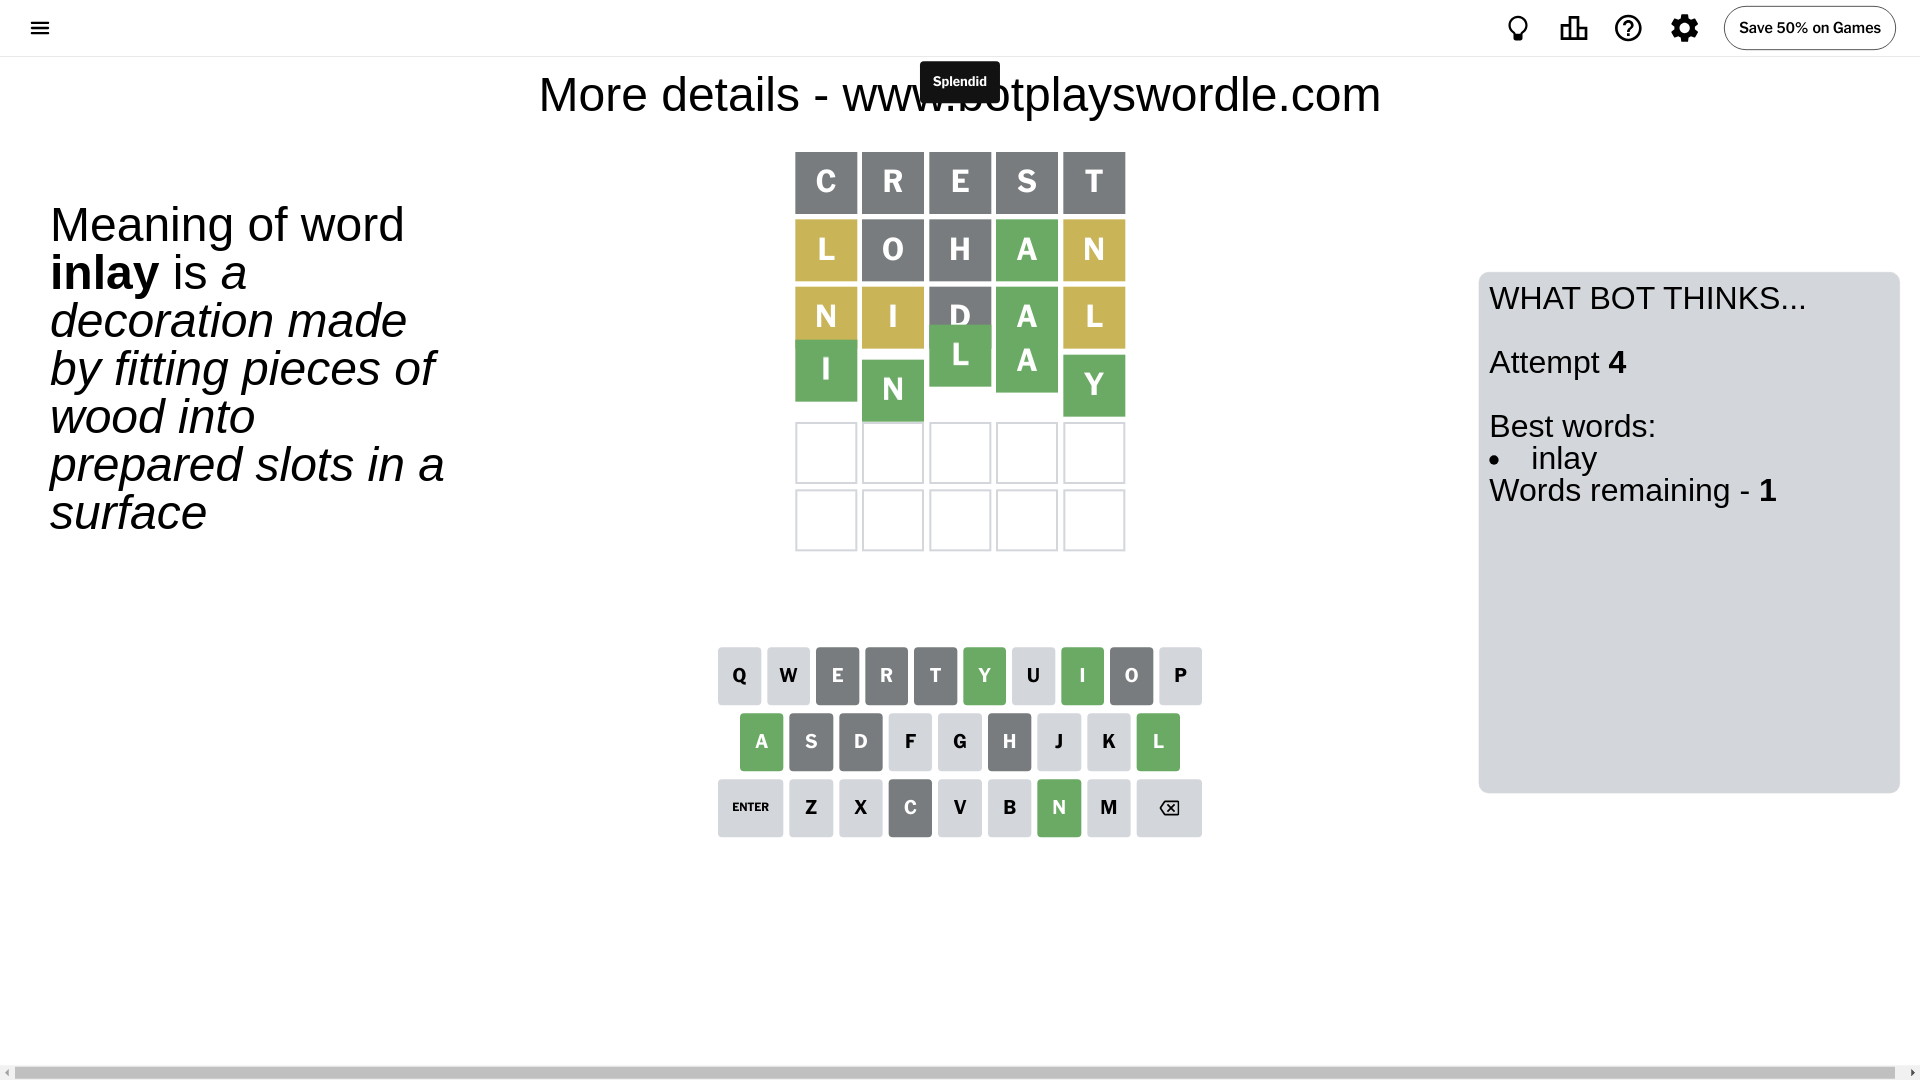 Save 50% on Games
Splendid
More details - www.botplayswordle.com
Meaning of word
inlay is a
decoration made
by fitting pieces of
wood into
prepared slots in a
surface
C R E S T
L O H A N
N I D A L
I N L A Y
WHAT BOT THINKS...
Attempt 4
Best words:
• inlay
Words remaining - 1
Q W E R T Y U I O P
A S D F G H J K L
ENTER Z X C V B N M